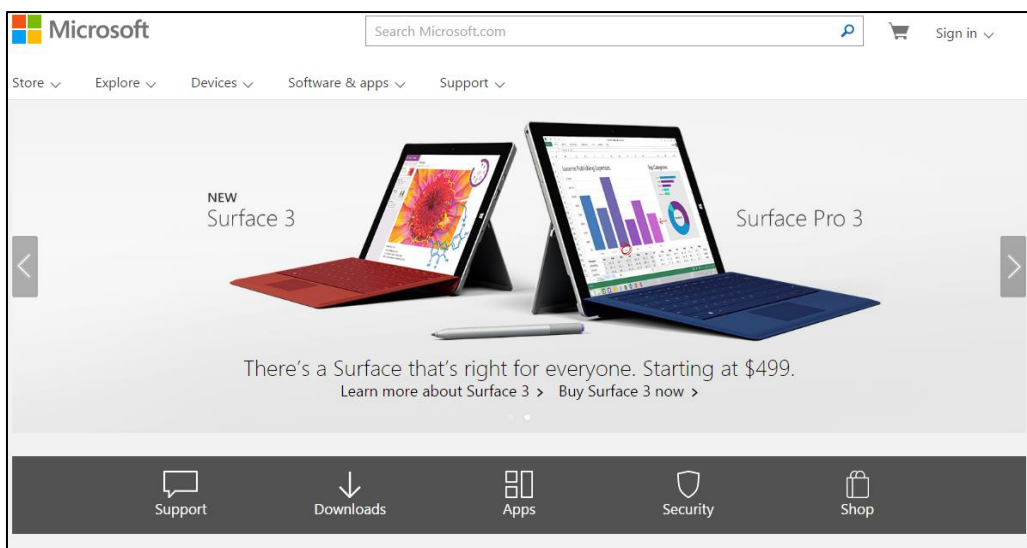 Microsoft
Search Microsoft.com
Sign in
Store Explore Devices Software & apps Support
NEW
Surface 3
Surface Pro 3
There's a Surface that's right for everyone. Starting at $499.
Learn more about Surface 3 > Buy Surface 3 now >
Support Downloads Apps Security Shop